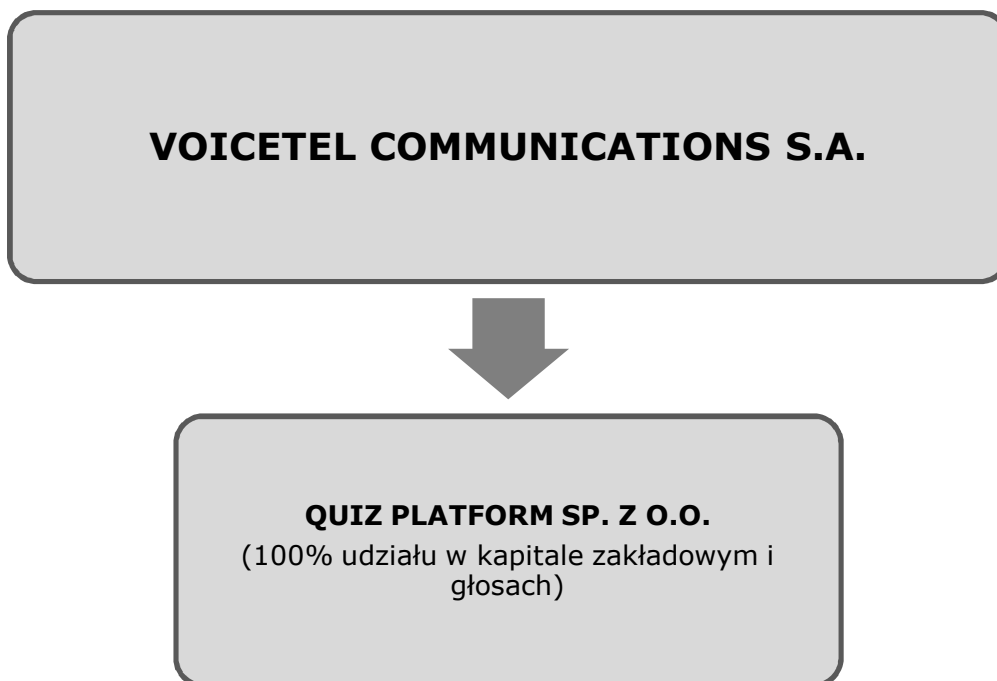 VOICETEL COMMUNICATIONS S.A.
QUIZ PLATFORM SP. Z O.O.
(100% udziału w kapitale zakładowym i
głosach)